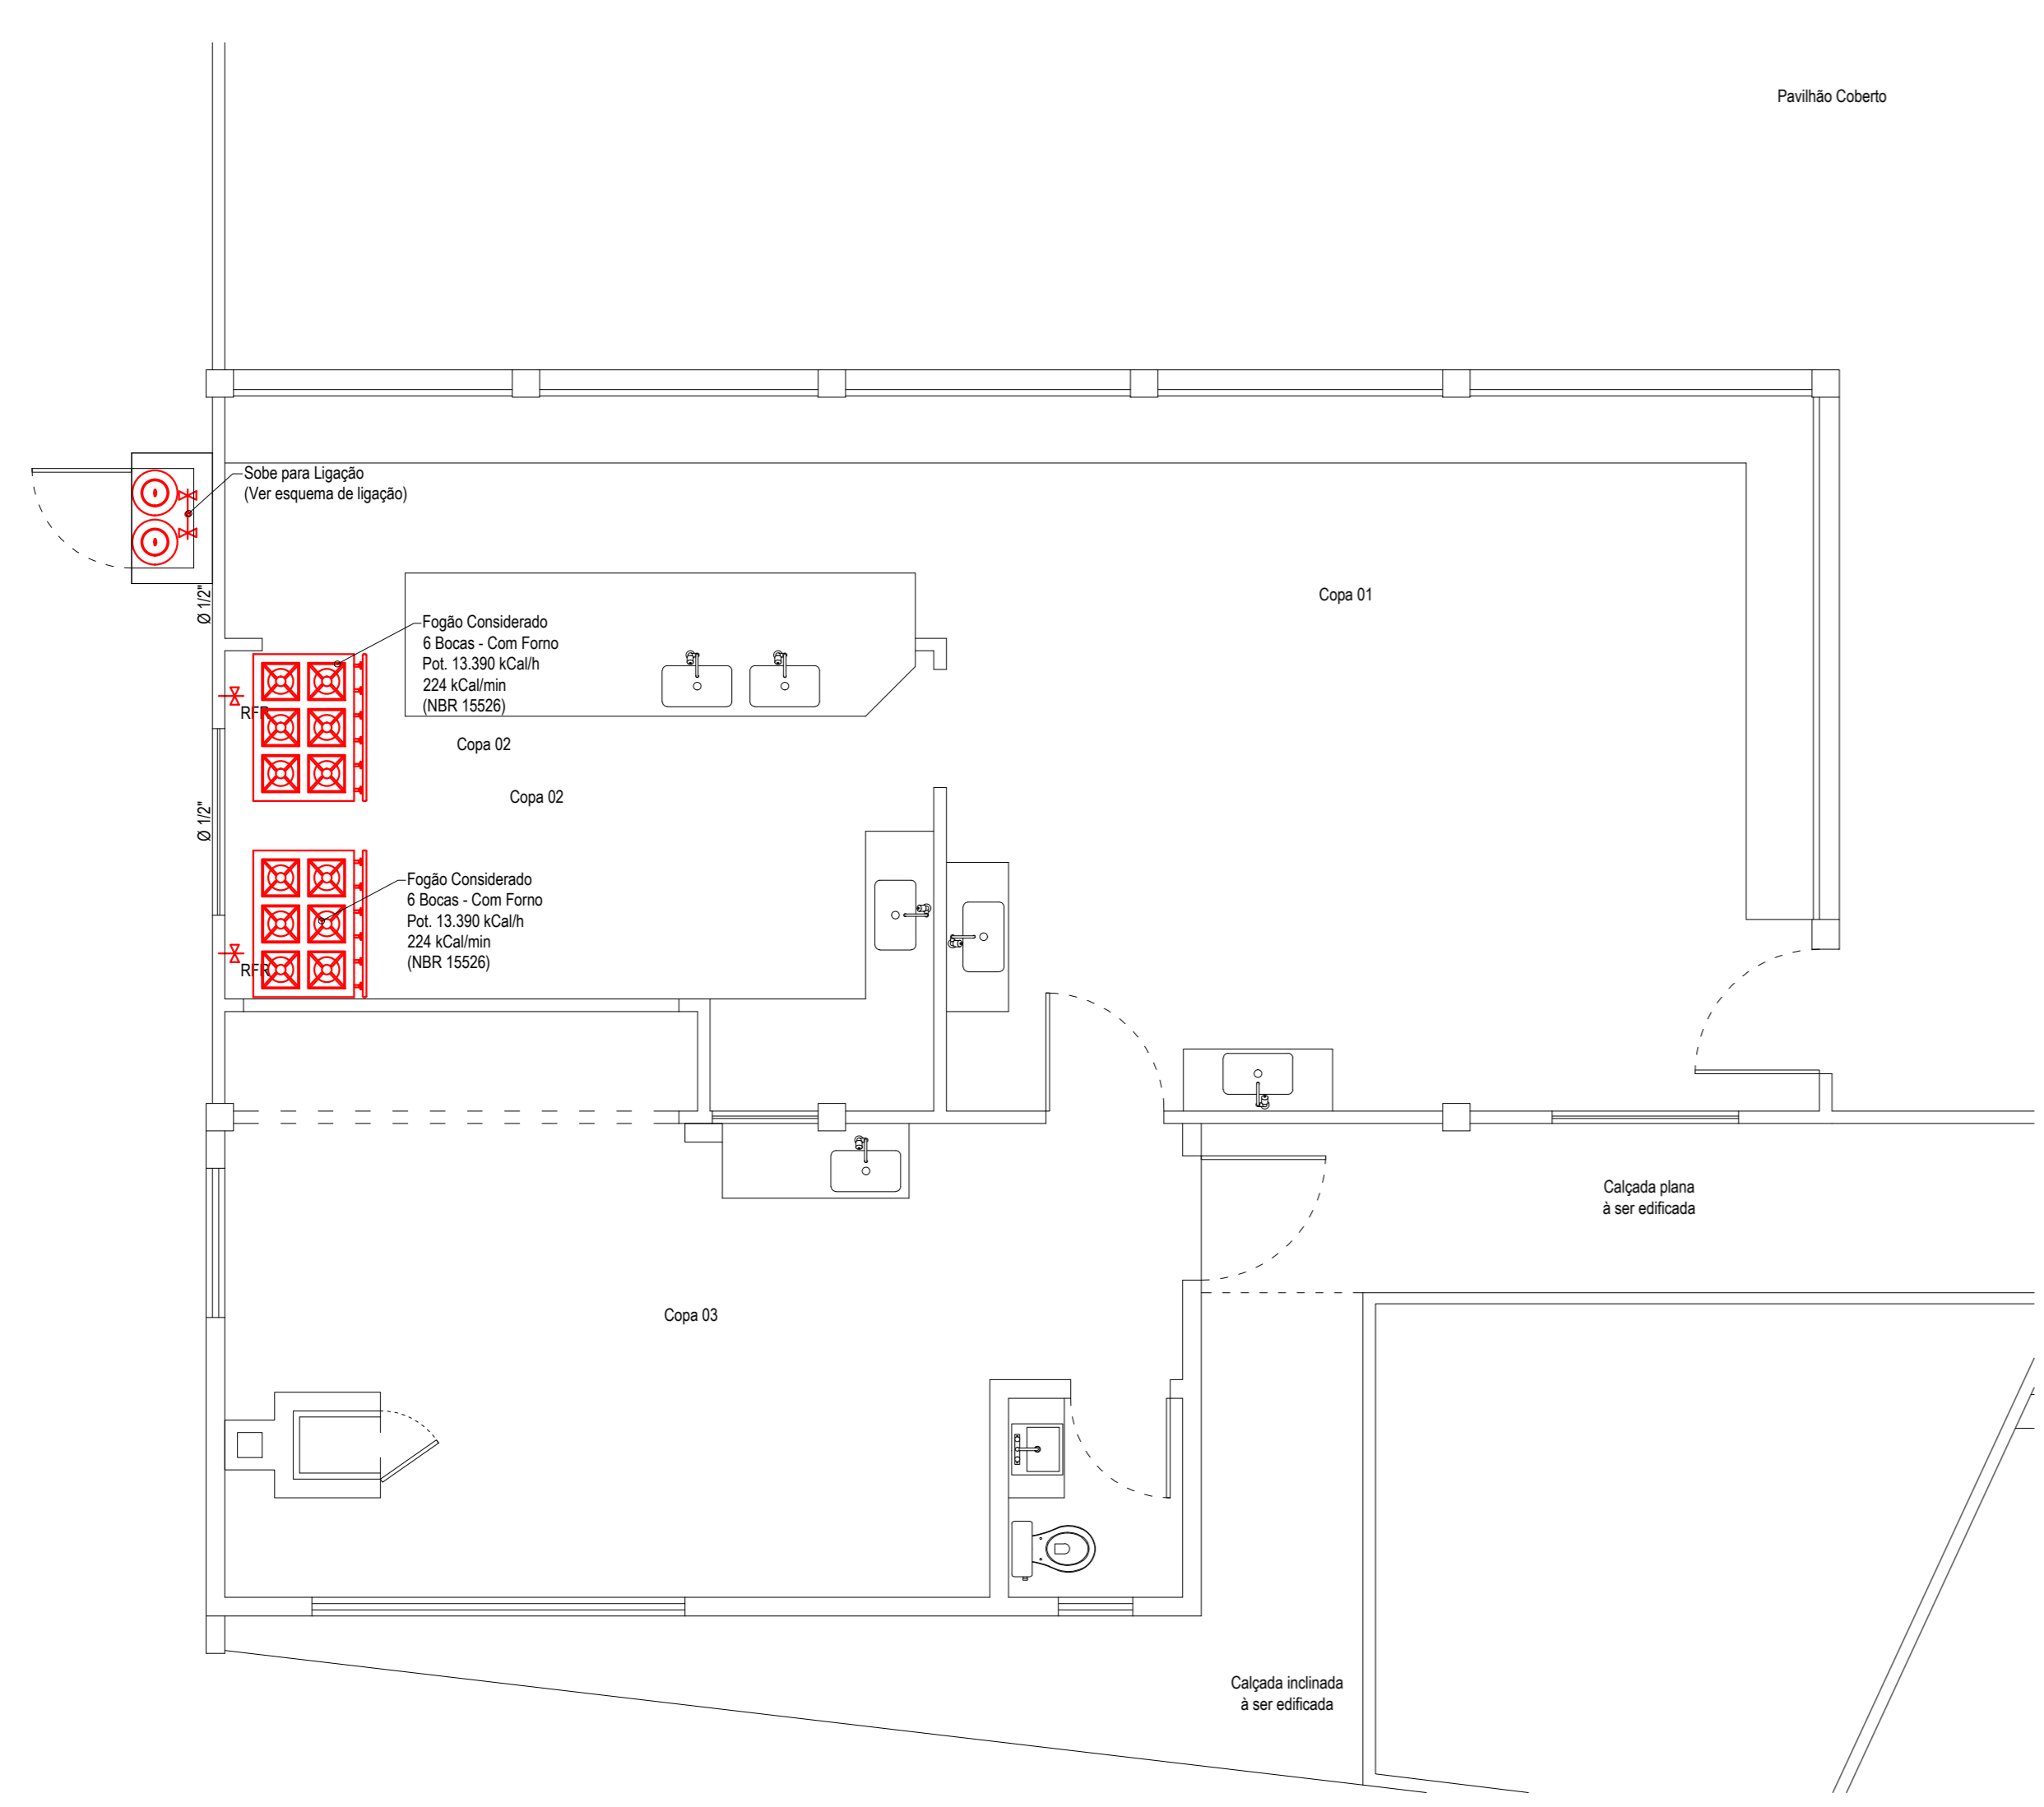 Pavilhão Coberto
Sobe para Ligação
(Ver esquema de ligação)
Ø 1/2"
Copa 01
Fogão Considerado
6 Bocas - Com Forno
Pot. 13.390 kCal/h
224 kCal/min
(NBR 15526)
RFR
Copa 02
Copa 02
Ø 1/2"
Fogão Considerado
6 Bocas - Com Forno
Pot. 13.390 kCal/h
224 kCal/min
(NBR 15526)
RFR
Calçada plana
à ser edificada
Copa 03
Calçada inclinada
à ser edificada